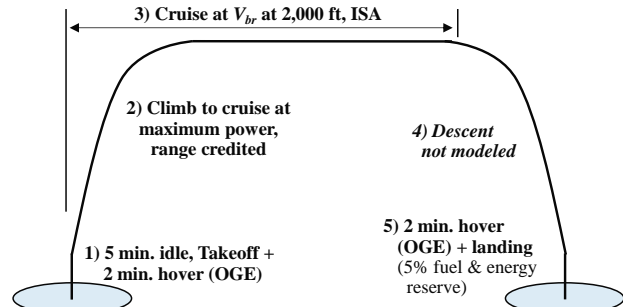 3) Cruise at Vbr at 2,000 ft, ISA
2) Climb to cruise at
maximum power,
range credited
4) Descent
not modeled
1) 5 min. idle, Takeoff +
2 min. hover (OGE)
5) 2 min. hover
(OGE) + landing
(5% fuel & energy
reserve)